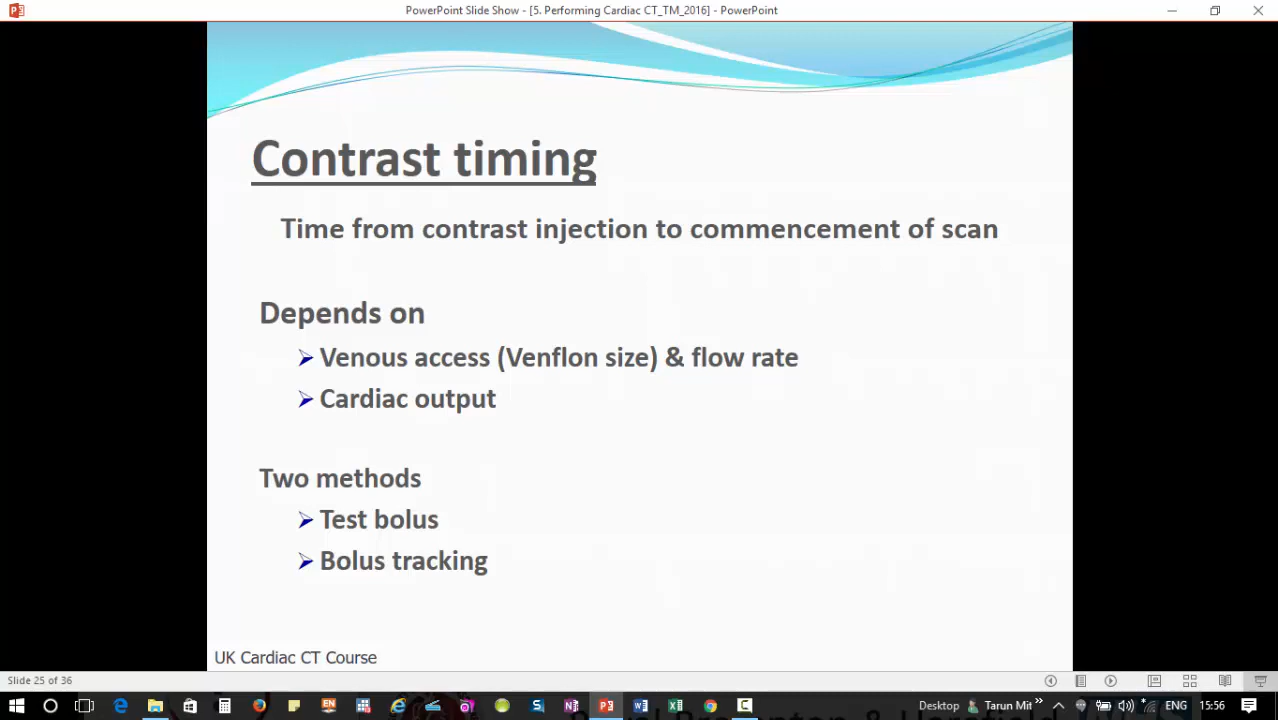 PowerPoint Slide Show - [5. Performing Cardiac CT_TM_2016] - PowerPoint
Contrast timing
Time from contrast injection to commencement of scan
Depends on
Venous access (Venflon size) & flow rate
Cardiac output
Two methods
Test bolus
Bolus tracking
UK Cardiac CT Course
Slide 25 of 36
Desktop
Tarun Mit
ENG
15:56